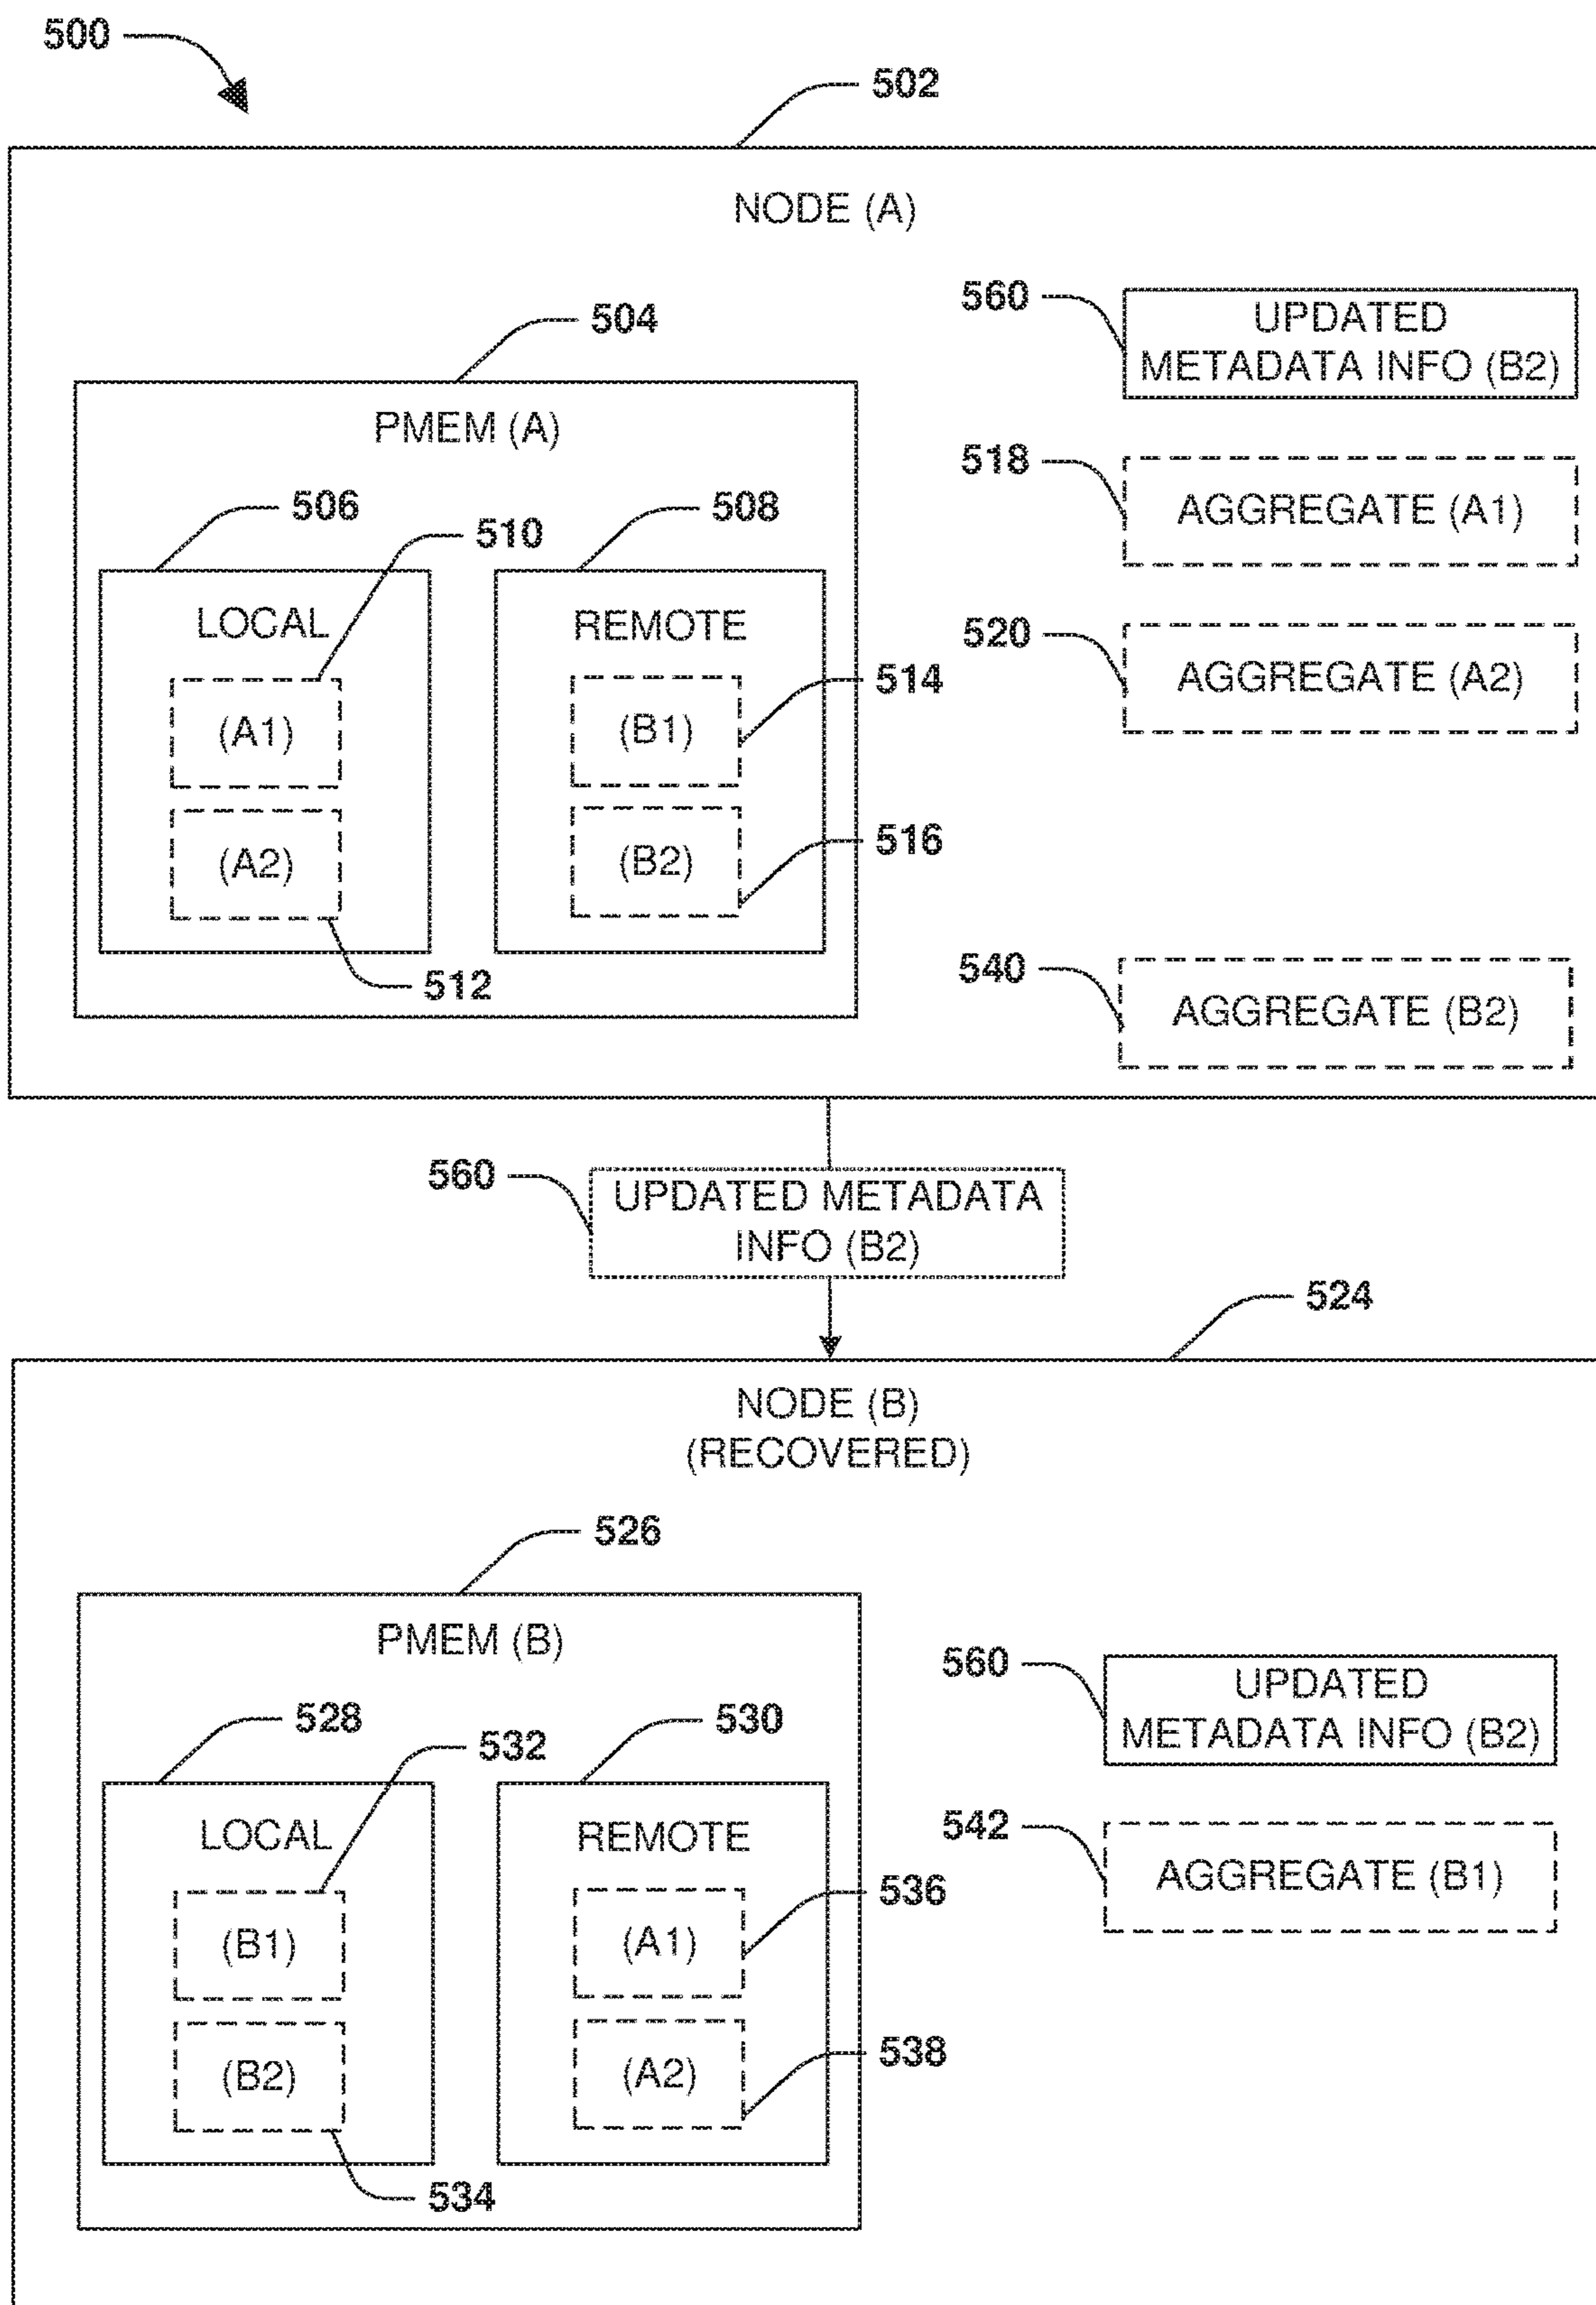 500
502
NODE (A)
560
UPDATED
METADATA INFO (B2)
504
PMEM (A)
518
AGGREGATE (A1)
506
510
508
LOCAL
REMOTE
520
AGGREGATE (A2)
514
(A1)
(B1)
516
(A2)
(B2)
512
540
AGGREGATE (B2)
560
UPDATED METADATA
INFO (B2)
524
NODE (B)
(RECOVERED)
526
PMEM (B)
560
UPDATED
METADATA INFO (B2)
528
532
530
LOCAL
REMOTE
542
AGGREGATE (B1)
536
(B1)
(A1)
538
(B2)
(A2)
534